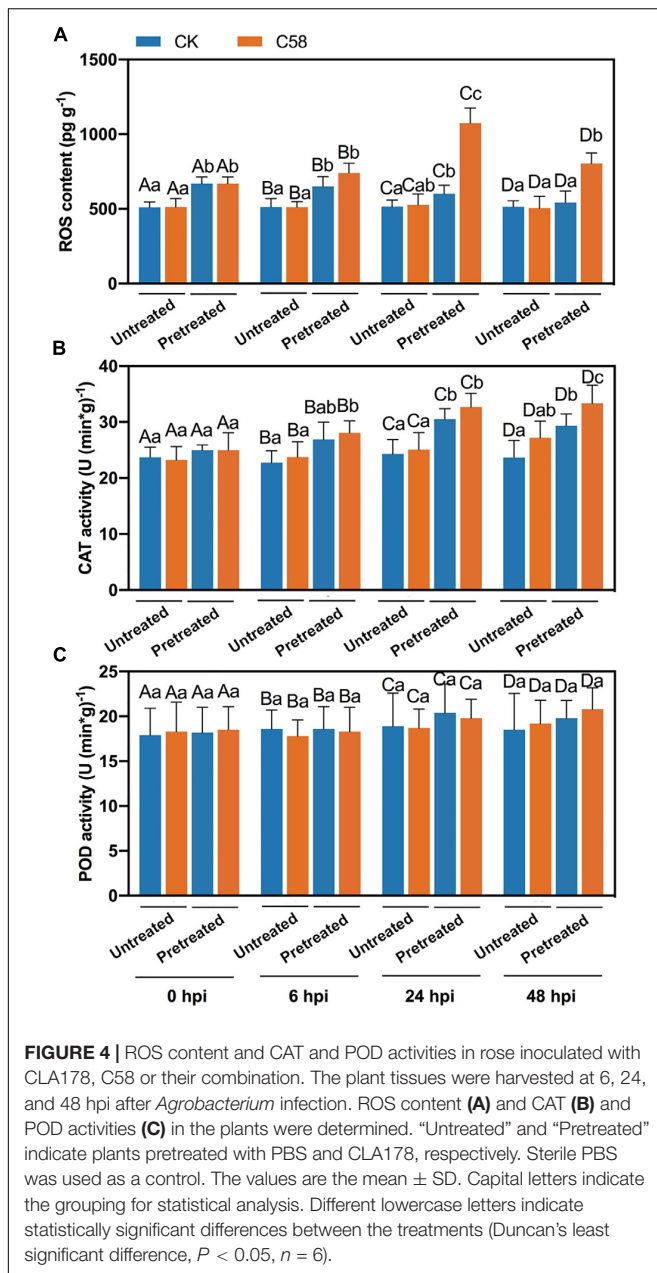 A
CK C58
ROS content (pg g-1)
1500
1000
500
0
Aa Aa Ab Ab Ba Ba Bb Bb Ca Cab Cb Cc Da Da Da Db
Untreated Pretreated Untreated Pretreated Untreated Pretreated Untreated Pretreated
B
CAT activity (U (min*g)-1)
40
30
20
10
0
Aa Aa Aa Aa Ba Ba Bab Bb Ca Ca Cb Cb Da Dab Db Dc
Untreated Pretreated Untreated Pretreated Untreated Pretreated Untreated Pretreated
C
POD activity (U (min*g)-1)
25
20
15
10
5
0
Aa Aa Aa Aa Ba Ba Ba Ba Ca Ca Ca Ca Da Da Da Da
Untreated Pretreated Untreated Pretreated Untreated Pretreated Untreated Pretreated
0 hpi 6 hpi 24 hpi 48 hpi
FIGURE 4 | ROS content and CAT and POD activities in rose inoculated with
CLA178, C58 or their combination. The plant tissues were harvested at 6, 24,
and 48 hpi after Agrobacterium infection. ROS content (A) and CAT (B) and
POD activities (C) in the plants were determined. “Untreated” and “Pretreated”
indicate plants pretreated with PBS and CLA178, respectively. Sterile PBS
was used as a control. The values are the mean ± SD. Capital letters indicate
the grouping for statistical analysis. Different lowercase letters indicate
statistically significant differences between the treatments (Duncan’s least
significant difference, P < 0.05, n = 6).